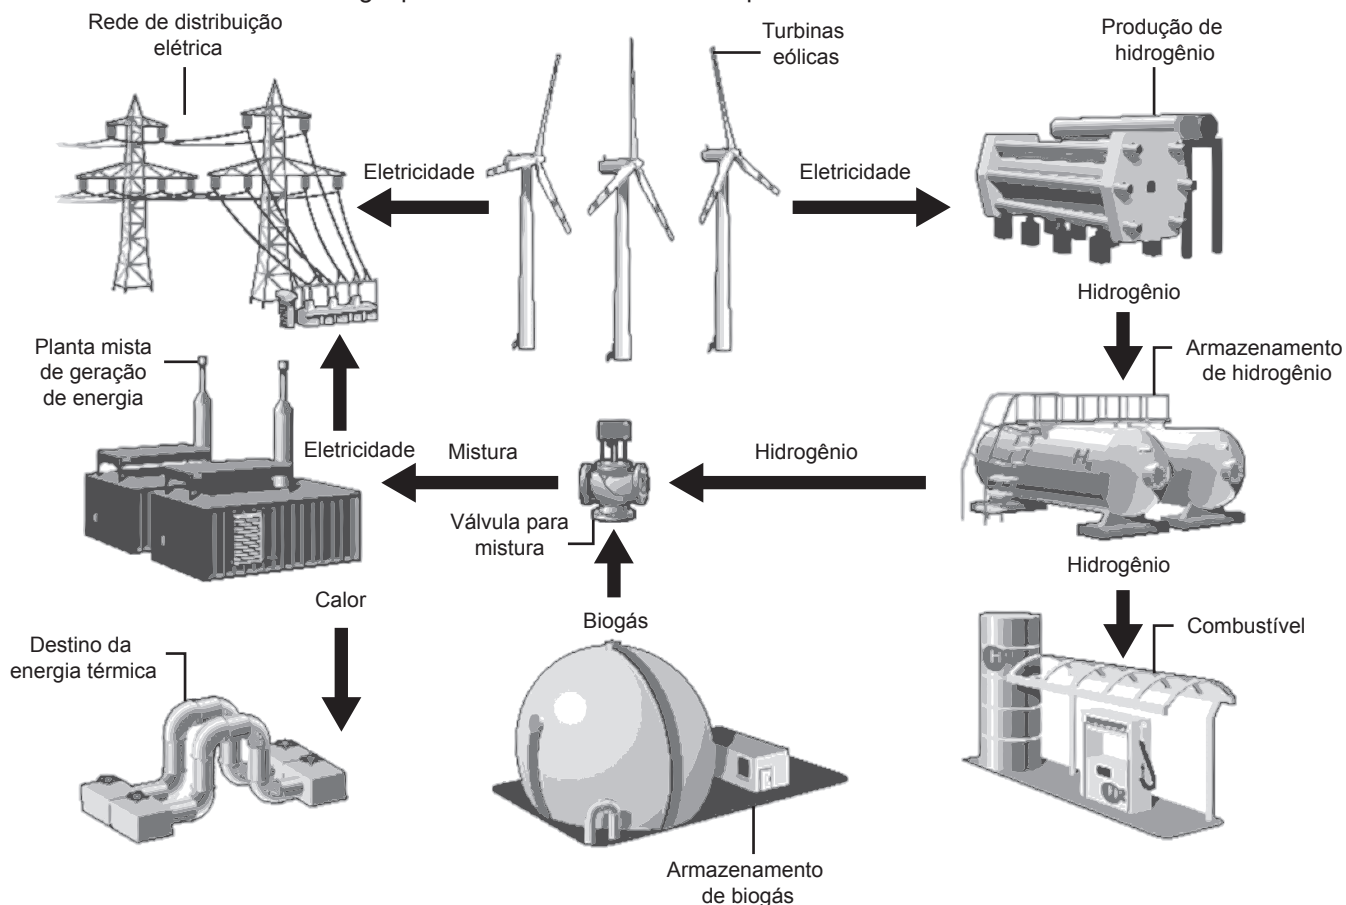 Rede de distribuição
elétrica
Turbinas
eólicas
Produção de
hidrogênio
Eletricidade
Eletricidade
Hidrogênio
Planta mista
de geração
de energia
Armazenamento
de hidrogênio
Eletricidade
Mistura
Hidrogênio
H₂
Válvula para
mistura
Hidrogênio
Calor
Biogás
Combustível
Destino da
energia térmica
Armazenamento
de biogás